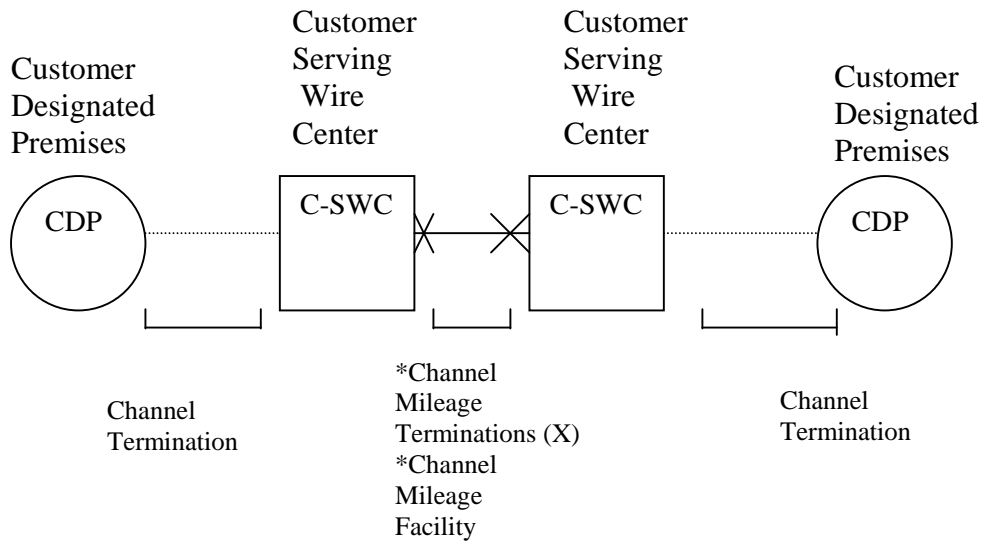 Customer
Designated
Premises
Customer
Serving
Wire
Center
Customer
Serving
Wire
Center
Customer
Designated
Premises
CDP
C-SWC
C-SWC
CDP
Channel
Termination
*Channel
Mileage
Terminations (X)
*Channel
Mileage
Facility
Channel
Termination